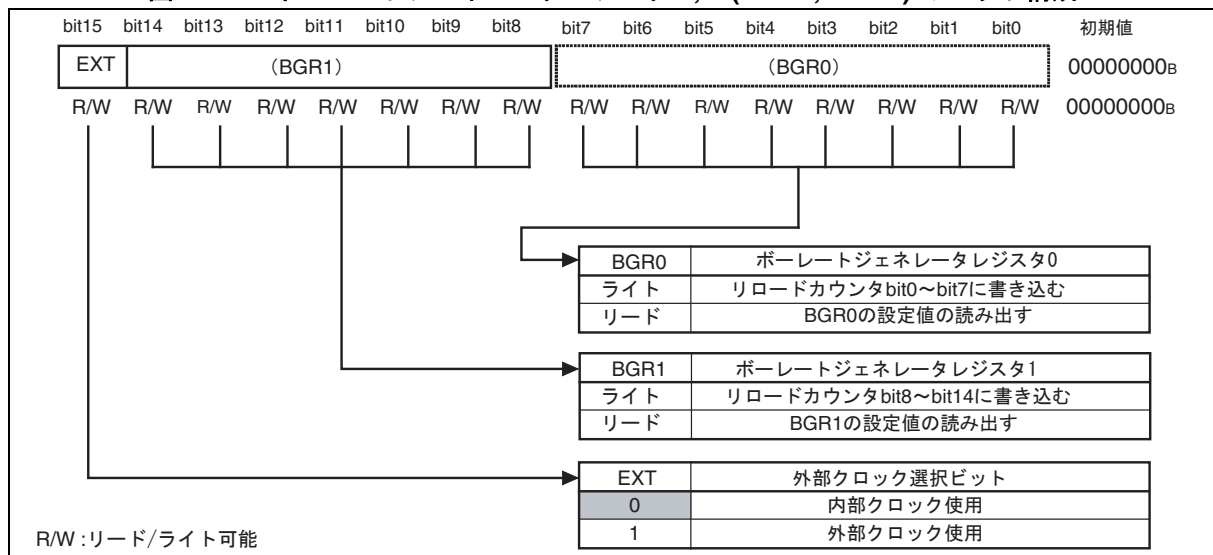 bit15 bit14 bit13 bit12 bit11 bit10 bit9 bit8 bit7 bit6 bit5 bit4 bit3 bit2 bit1 bit0 初期値
EXT (BGR1) (BGR0) 00000000B
R/W R/W R/W R/W R/W R/W R/W R/W R/W R/W R/W R/W R/W R/W R/W R/W 00000000B
BGR0 ボーレートジェネレータレジスタ0
ライト リロードカウンタbit0～bit7に書き込む
リード BGR0の設定値の読み出す
BGR1 ボーレートジェネレータレジスタ1
ライト リロードカウンタbit8～bit14に書き込む
リード BGR1の設定値の読み出す
EXT 外部クロック選択ビット
0 内部クロック使用
1 外部クロック使用
R/W :リード/ライト可能